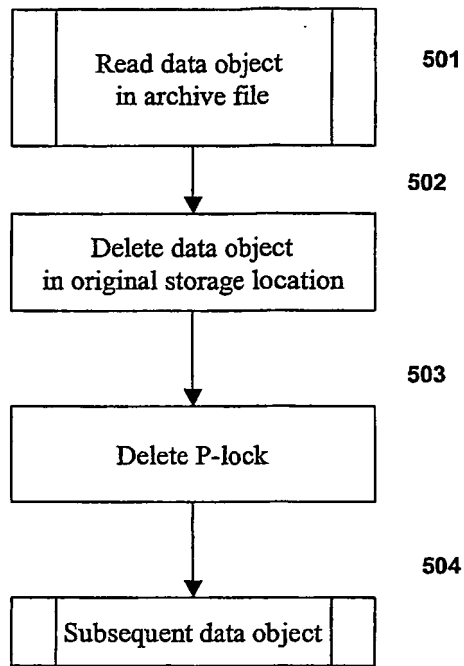 Read data object
in archive file
501
502
Delete data object
in original storage location
503
Delete P-lock
504
Subsequent data object